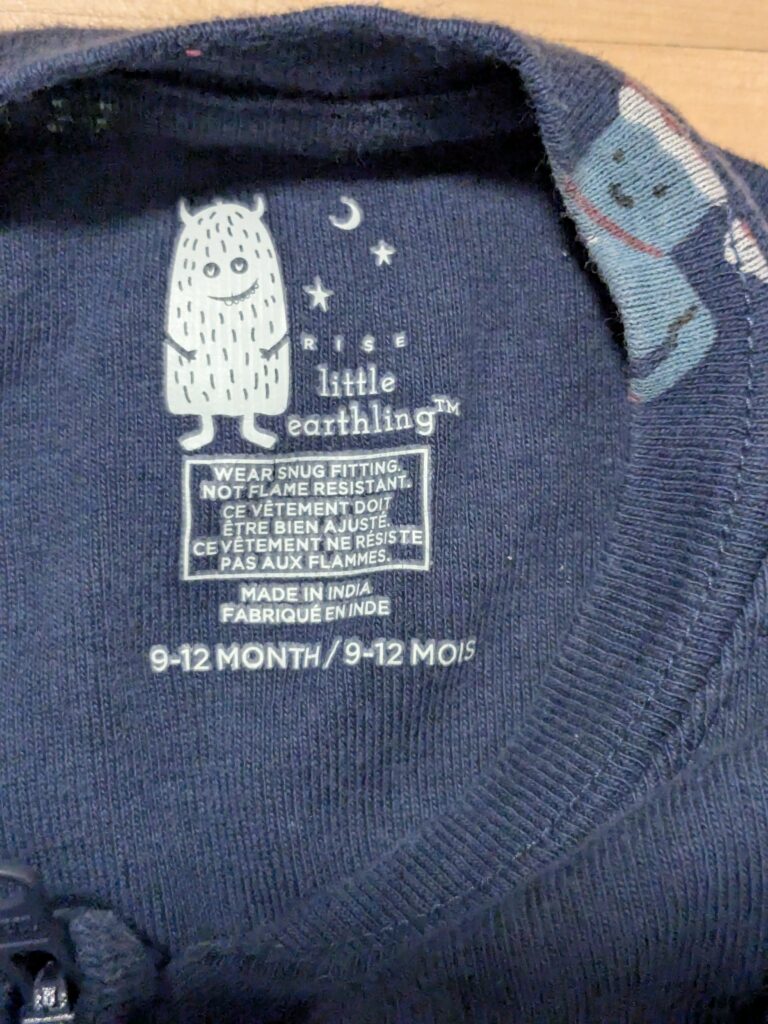 RISE
little
earthling™
WEAR SNUG FITTING.
NOT FLAME RESISTANT.
CE VÊTEMENT DOIT
ÊTRE BIEN AJUSTÉ.
CE VÊTEMENT NE RÉSISTE
PAS AUX FLAMMES.
MADE IN INDIA
FABRIQUÉ EN INDE
9-12 MONTH/9-12 MOIS